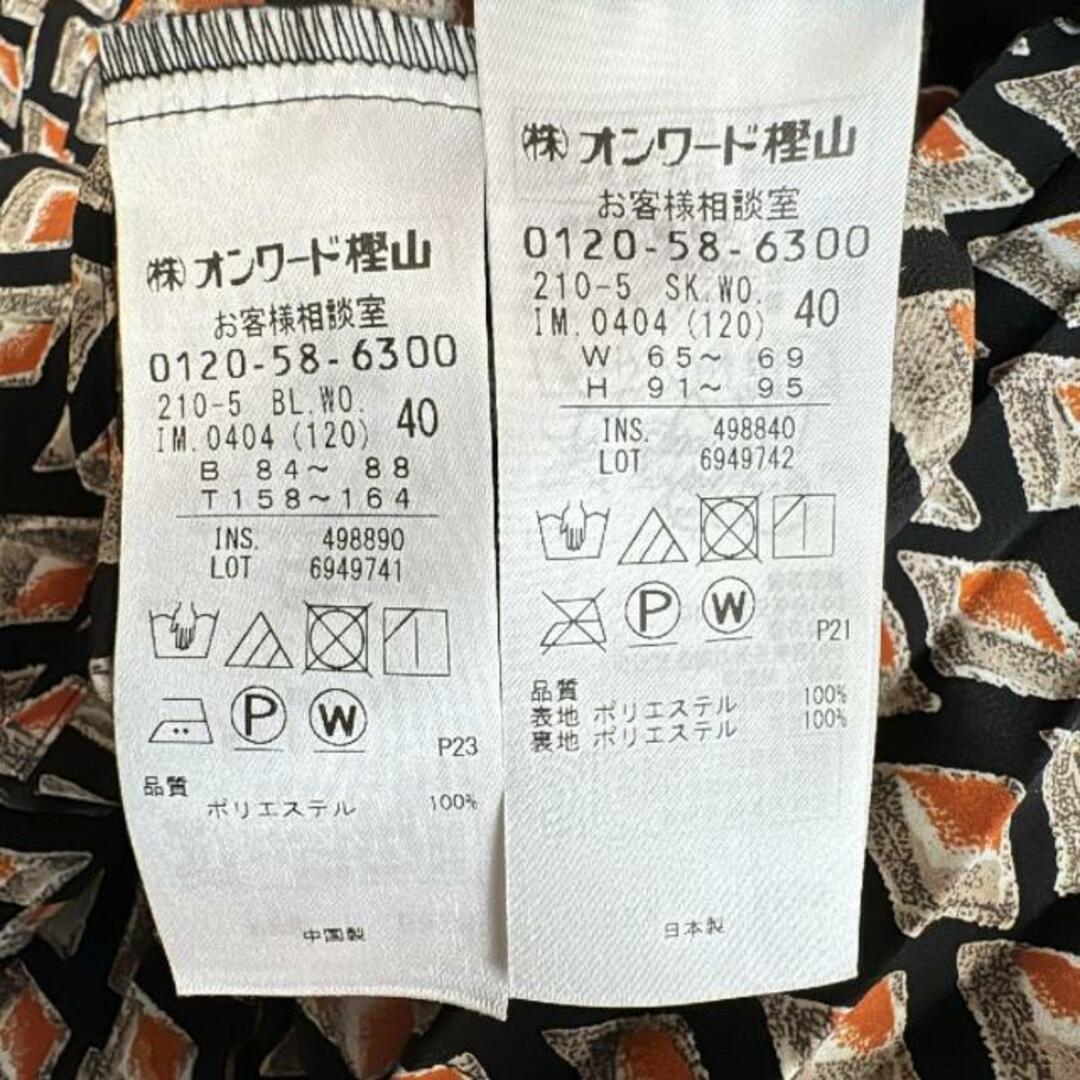 (株)オンワード樫山
お客様相談室
0120-58-6300
210-5 BL.WO.
IM.0404(120) 40
B 84~ 88
T158~164
INS. 498890
LOT 6949741
P
W
P23
品質
ポリエステル 100%
中国製
(株)オンワード樫山
お客様相談室
0120-58-6300
210-5 SK.WO.
IM.0404(120) 40
W 65~ 69
H 91~ 95
INS. 498840
LOT 6949742
P
W
P21
品質
表地 ポリエステル 100%
裏地 ポリエステル 100%
日本製